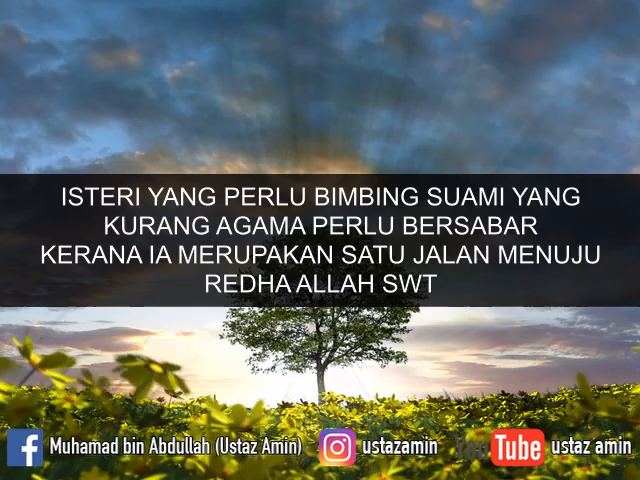 ISTERI YANG PERLU BIMBING SUAMI YANG
KURANG AGAMA PERLU BERSABAR
KERANA IA MERUPAKAN SATU JALAN MENUJU
REDHA ALLAH SWT
f Muhamad bin Abdullah (Ustaz Amin) ustazamin YouTube ustaz amin